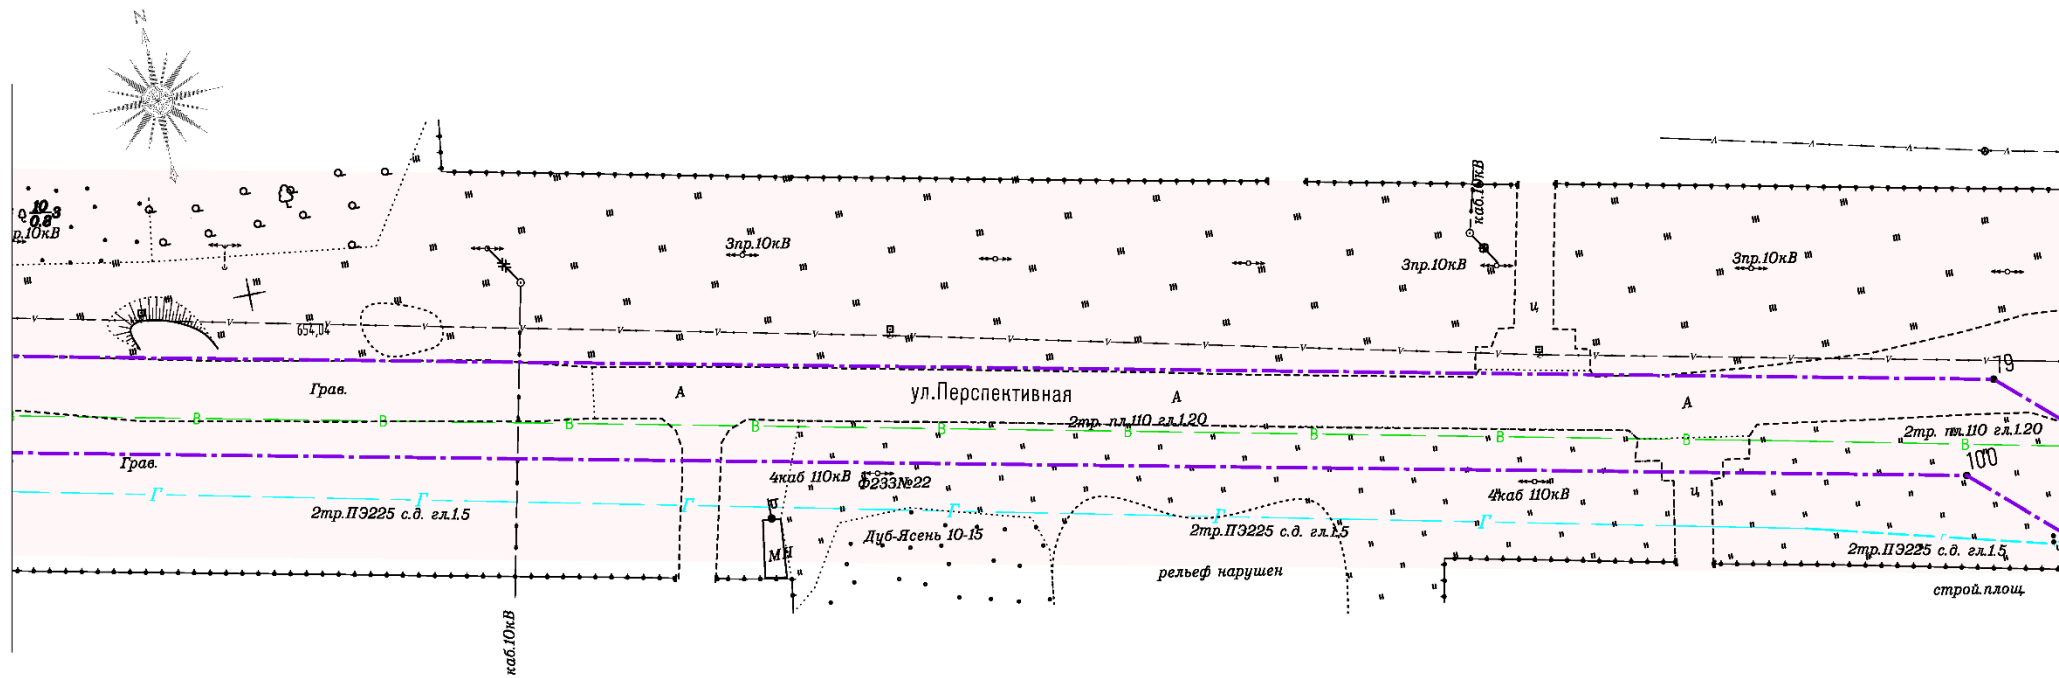 N
каб.10кВ
10
0.8
3
р.10кВ
3пр.10кВ
3пр.10кВ
3пр.10кВ
ц.
654,04
79
Грав.
А
ул.Перспективная
А
А
2тр. пл.110 гл.1.20
2тр. пл.110 гл.1.20
Грав.
100
4каб 110кВ
Ф233№22
4каб 110кВ
ц
2тр.ПЭ225 с.д. гл.1.5
Дуб-Ясень 10-15
2тр.ПЭ225 с.д. гл.1.5
2тр.ПЭ225 с.д. гл.1.5
рельеф нарушен
строй.площ.
каб.10кВ